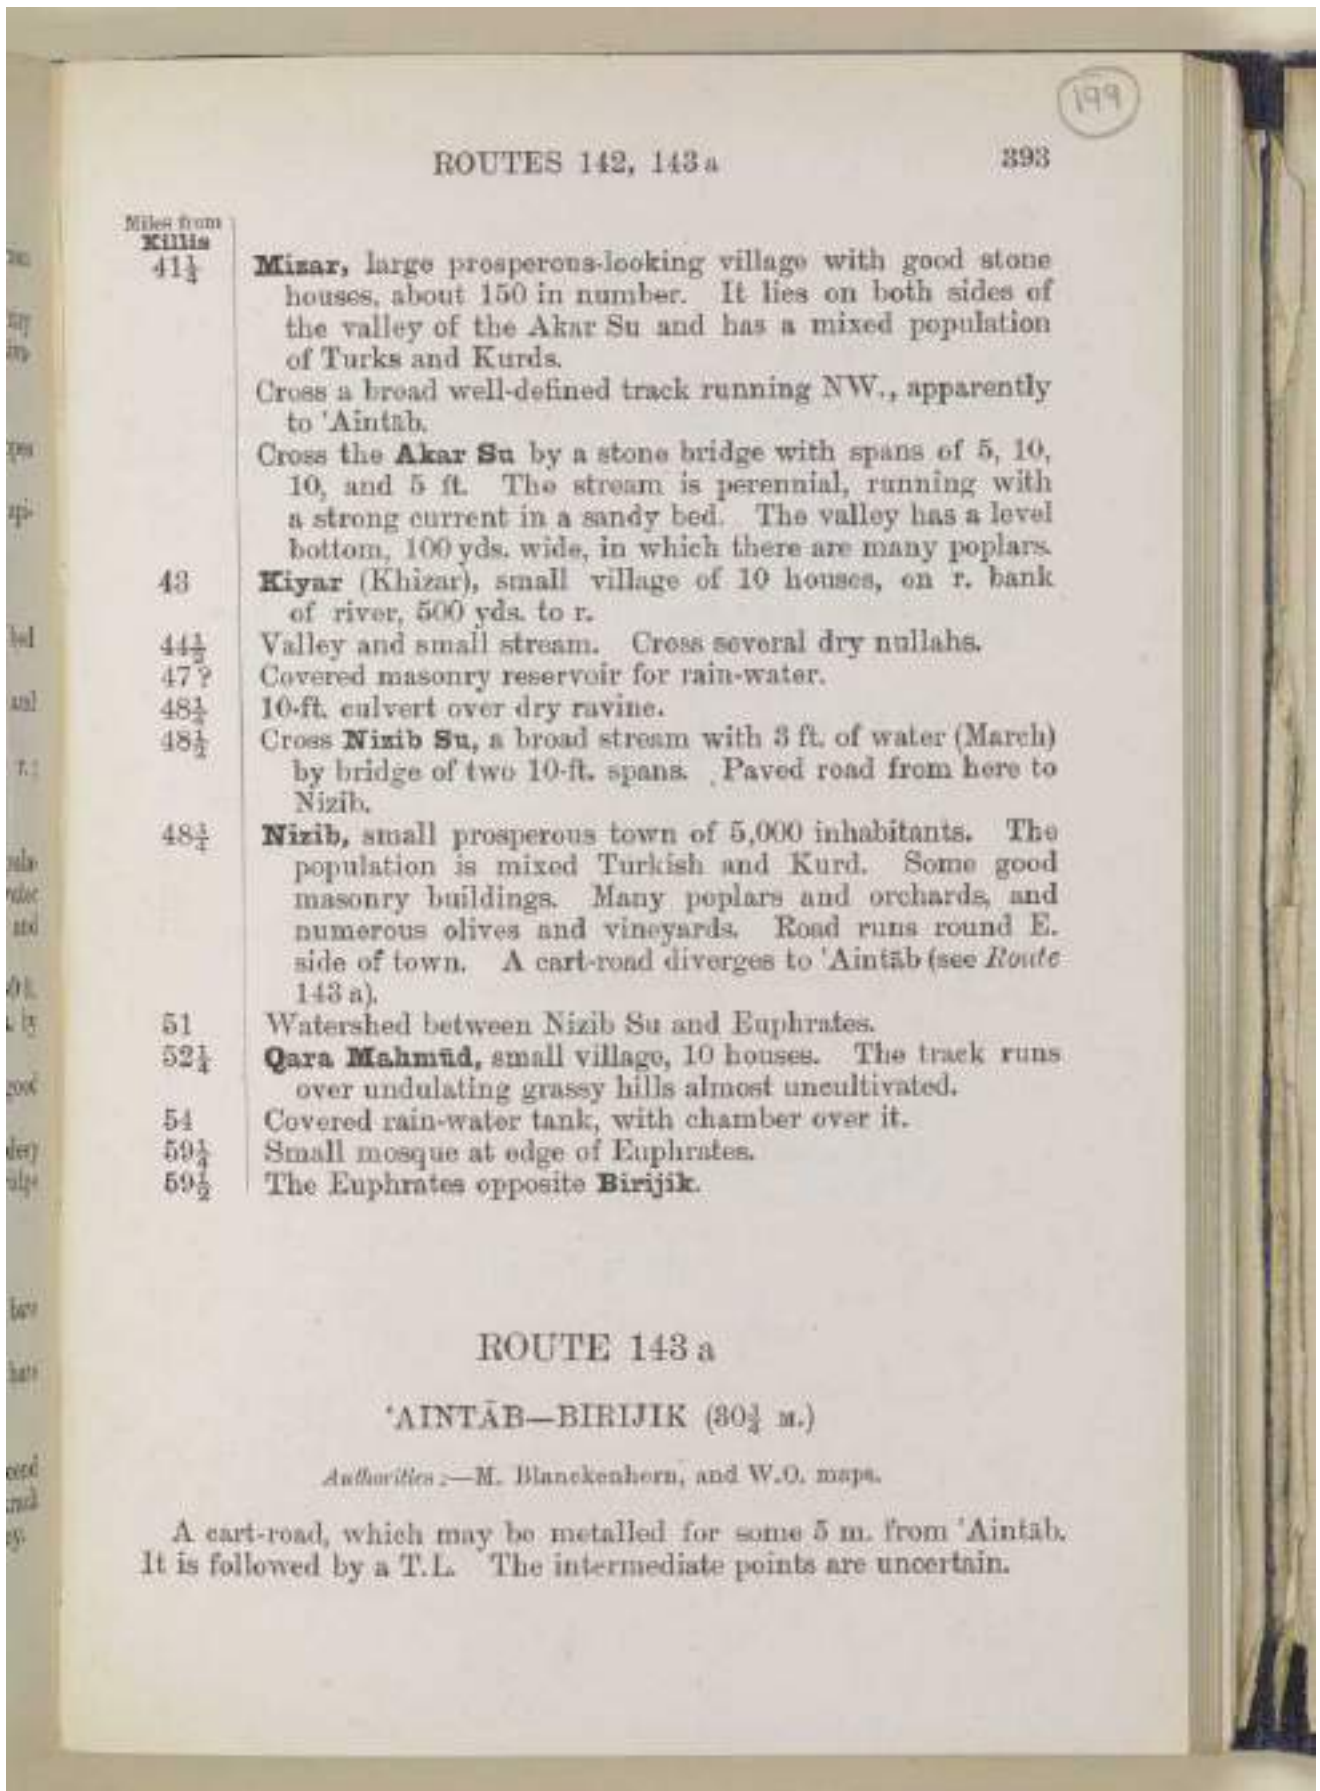 199
ROUTES 142, 143 a 393
Miles from
Killis
41¼ Mizar, large prosperous-looking village with good stone
houses, about 150 in number. It lies on both sides of
the valley of the Akar Su and has a mixed population
of Turks and Kurds.
Cross a broad well-defined track running NW., apparently
to 'Aintāb.
Cross the Akar Su by a stone bridge with spans of 5, 10,
10, and 5 ft. The stream is perennial, running with
a strong current in a sandy bed. The valley has a level
bottom, 100 yds. wide, in which there are many poplars.
43 Kiyar (Khizar), small village of 10 houses, on r. bank
of river, 500 yds. to r.
44½ Valley and small stream. Cross several dry nullahs.
47 ? Covered masonry reservoir for rain-water.
48¼ 10-ft. culvert over dry ravine.
48½ Cross Nizib Su, a broad stream with 3 ft. of water (March)
by bridge of two 10-ft. spans. Paved road from here to
Nizib.
Nizib, small prosperous town of 5,000 inhabitants. The
population is mixed Turkish and Kurd. Some good
masonry buildings. Many poplars and orchards, and
numerous olives and vineyards. Road runs round E.
side of town. A cart-road diverges to 'Aintāb (see Route
143 a).
51 Watershed between Nizib Su and Euphrates.
52¼ Qara Mahmūd, small village, 10 houses. The track runs
over undulating grassy hills almost uncultivated.
54 Covered rain-water tank, with chamber over it.
59¼ Small mosque at edge of Euphrates.
59½ The Euphrates opposite Birijik.
ROUTE 143 a
'AINTĀB—BIRIJIK (30¾ M.)
Authorities :—M. Blanckenhorn, and W.O. maps.
A cart-road, which may be metalled for some 5 m. from 'Aintāb.
It is followed by a T.L. The intermediate points are uncertain.